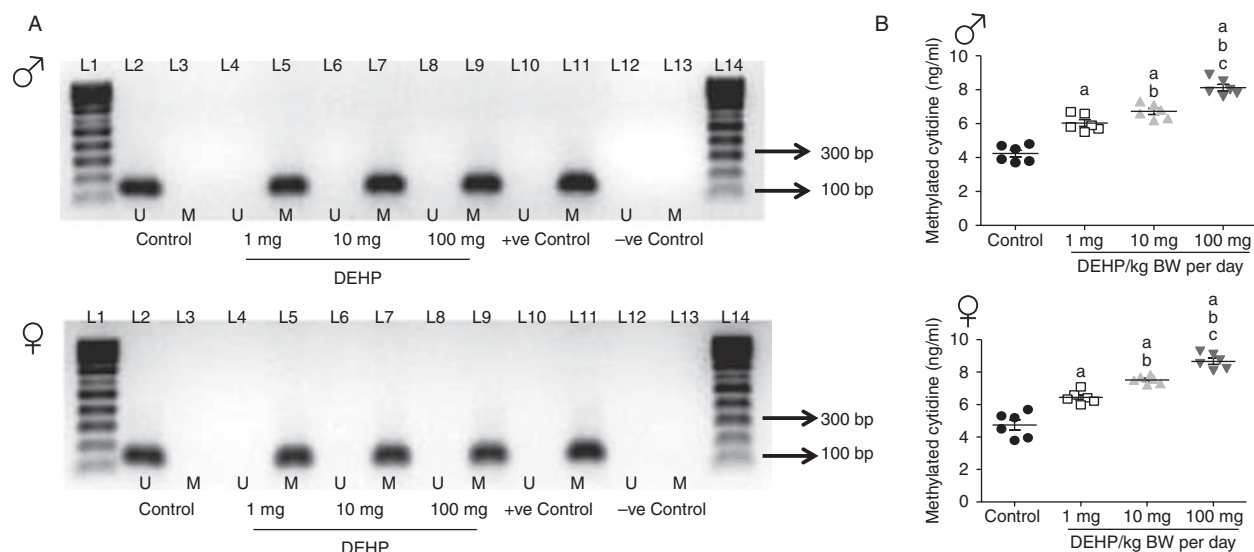 A
♂
L1 L2 L3 L4 L5 L6 L7 L8 L9 L10 L11 L12 L13 L14
300 bp
100 bp
U M U M U M U M U M U M
Control 1 mg 10 mg 100 mg +ve Control –ve Control
DEHP
♀
L1 L2 L3 L4 L5 L6 L7 L8 L9 L10 L11 L12 L13 L14
300 bp
100 bp
U M U M U M U M U M U M
Control 1 mg 10 mg 100 mg +ve Control –ve Control
DEHP
B
♂
Methylated cytidine (ng/ml)
10
8
6
4
2
0
a
a
b
a
b
c
Control 1 mg 10 mg 100 mg
DEHP/kg BW per day
♀
Methylated cytidine (ng/ml)
10
8
6
4
2
0
a
a
b
a
b
c
Control 1 mg 10 mg 100 mg
DEHP/kg BW per day